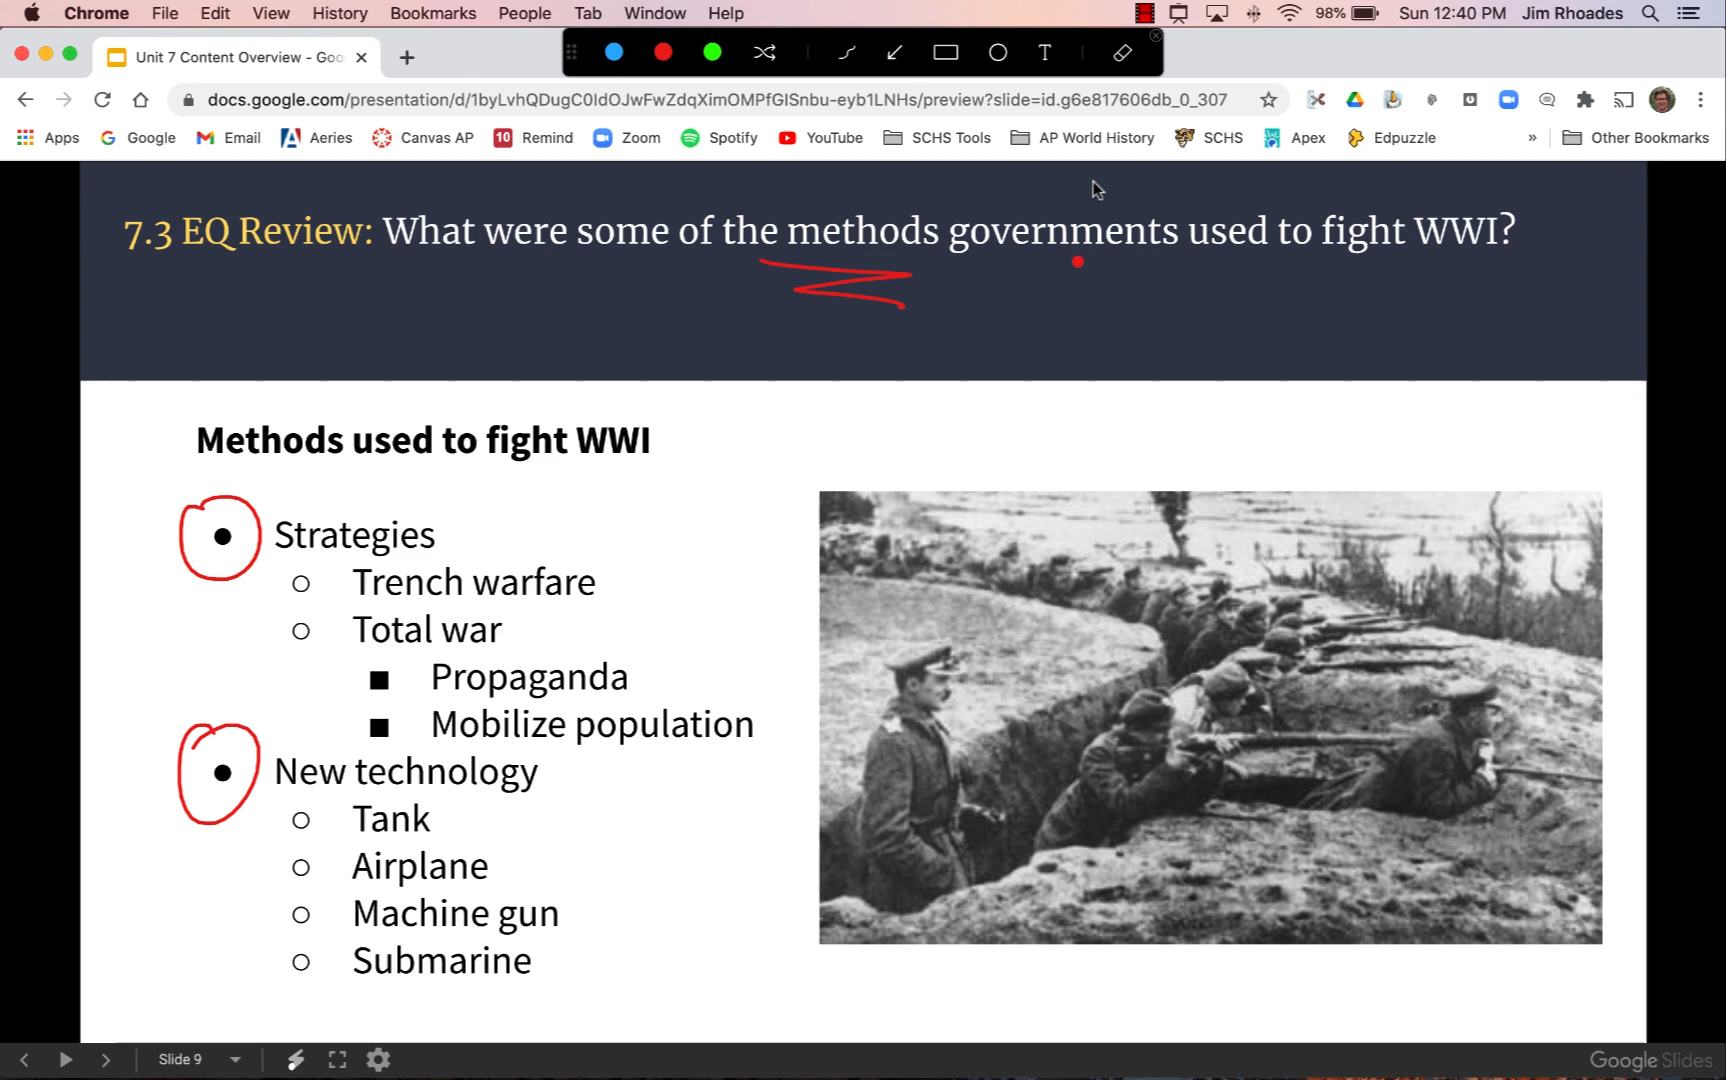 Chrome File Edit View History Bookmarks People Tab Window Help 98% Sun 12:40 PM Jim Rhoades
Unit 7 Content Overview - Goo
T
docs.google.com/presentation/d/1byLvhQDugC0IdOJwFwZdqXimOMPfGISnbu-eyb1LNHs/preview?slide=id.g6e817606db_0_307
Apps Google Email Aeries Canvas AP 10 Remind Zoom Spotify YouTube SCHS Tools AP World History SCHS Apex Edpuzzle » Other Bookmarks
7.3 EQ Review: What were some of the methods governments used to fight WWI?
Methods used to fight WWI
● Strategies
○ Trench warfare
○ Total war
■ Propaganda
■ Mobilize population
● New technology
○ Tank
○ Airplane
○ Machine gun
○ Submarine
Slide 9
Google Slides